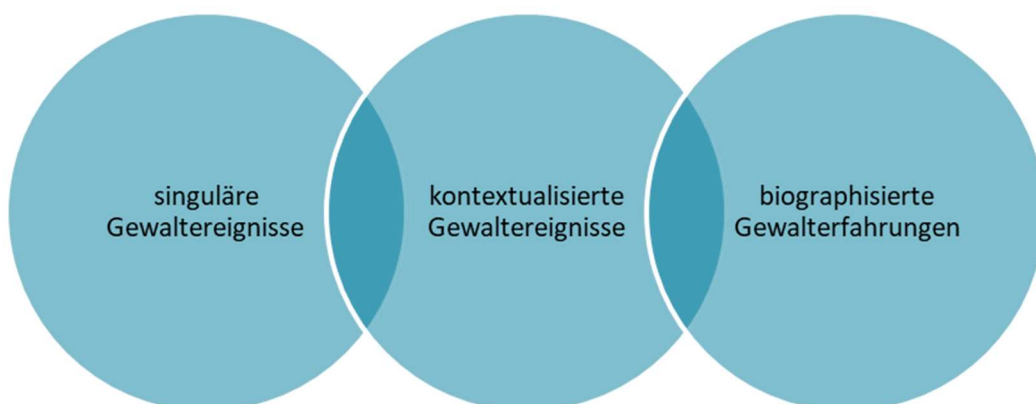 singuläre
Gewaltereignisse
kontextualisierte
Gewaltereignisse
biographisierte
Gewalterfahrungen